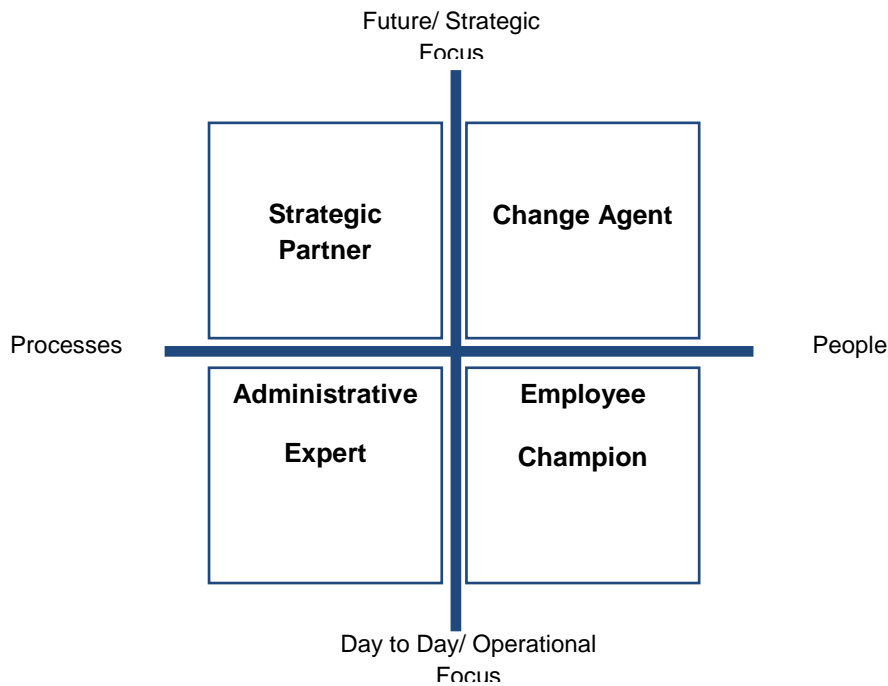 Future/ Strategic
Focus
Strategic
Partner
Change Agent
Processes
People
Administrative
Expert
Employee
Champion
Day to Day/ Operational
Focus